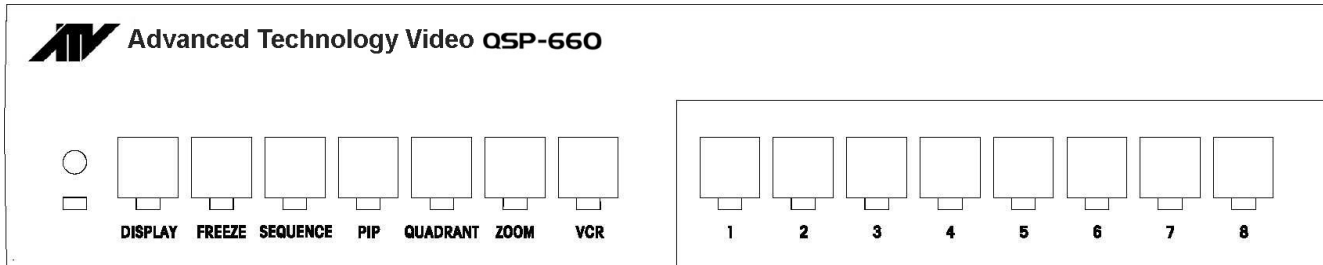 ATV Advanced Technology Video QSP-660
DISPLAY FREEZE SEQUENCE PIP QUADRANT ZOOM VCR 1 2 3 4 5 6 7 8